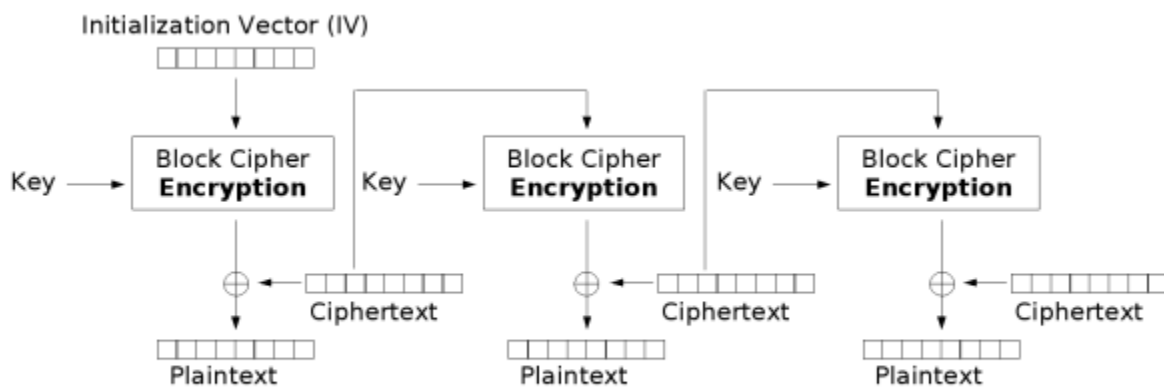 Initialization Vector (IV)
Block Cipher
Encryption
Key
Block Cipher
Encryption
Key
Block Cipher
Encryption
Key
Ciphertext
Ciphertext
Ciphertext
Plaintext
Plaintext
Plaintext